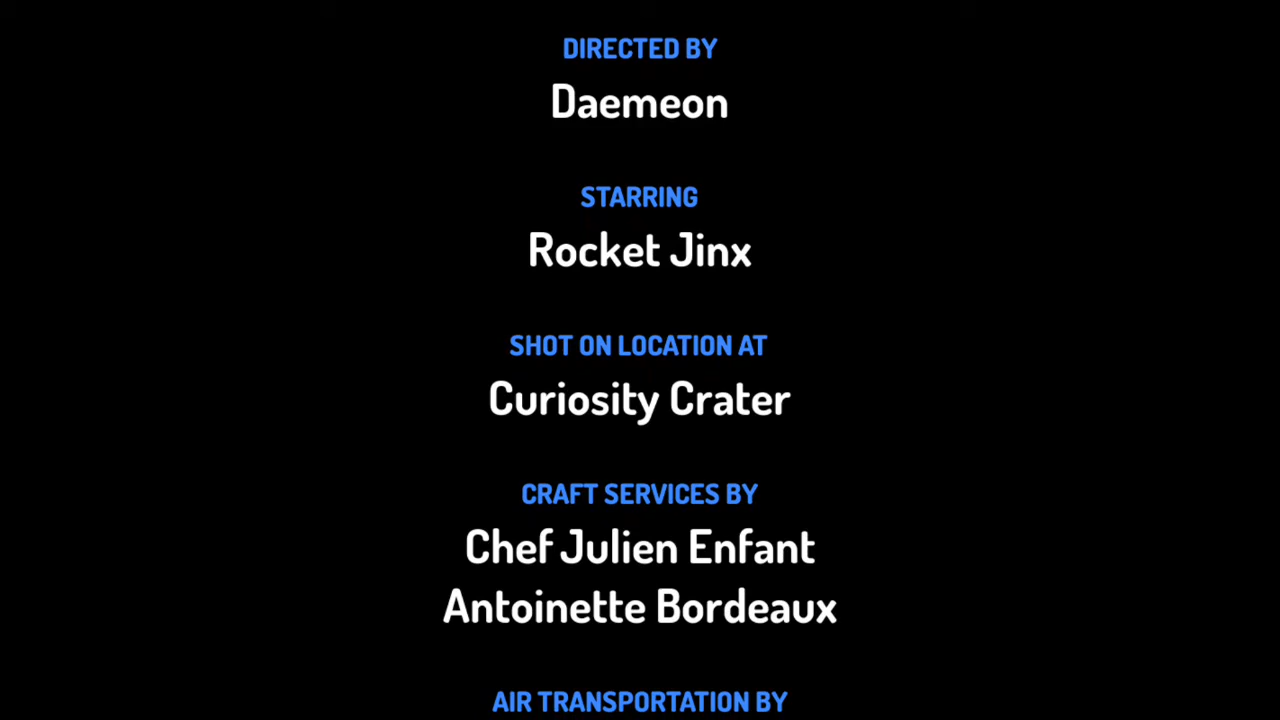 DIRECTED BY
Daemeon
STARRING
Rocket Jinx
SHOT ON LOCATION AT
Curiosity Crater
CRAFT SERVICES BY
Chef Julien Enfant
Antoinette Bordeaux
AIR TRANSPORTATION BY